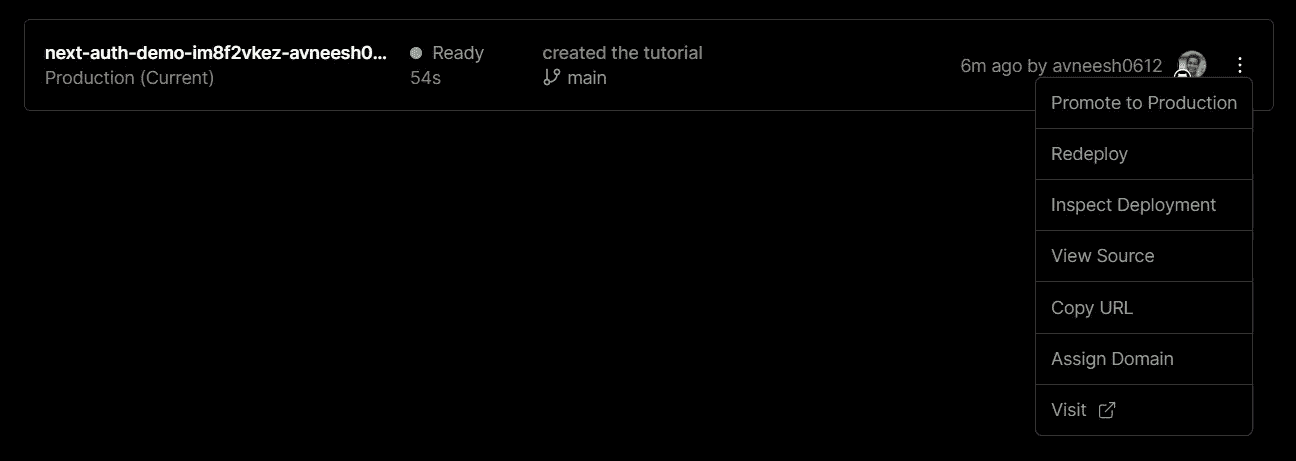 next-auth-demo-im8f2vkez-avneesh0...
Production (Current)
Ready
54s
created the tutorial
main
6m ago by avneesh0612
Promote to Production
Redeploy
Inspect Deployment
View Source
Copy URL
Assign Domain
Visit